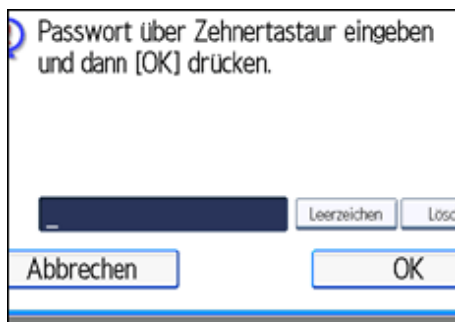 Passwort über Zehnertastaur eingeben
und dann [OK] drücken.
Leerzeichen
Abbrechen
OK